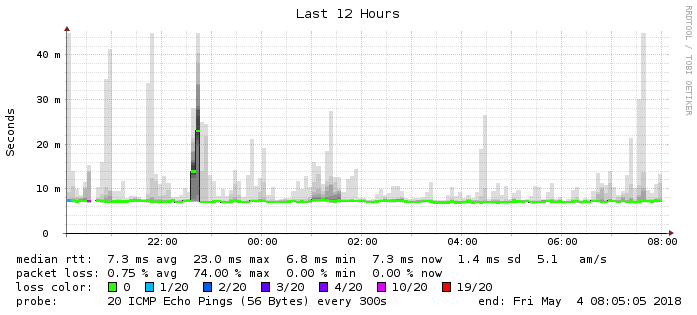 Last 12 Hours
RRDTOOL / TOBI OETIKER
Seconds
40 m
30 m
20 m
10 m
0
22:00 00:00 02:00 04:00 06:00 08:00
median rtt: 7.3 ms avg 23.0 ms max 6.8 ms min 7.3 ms now 1.4 ms sd 5.1 am/s
packet loss: 0.75 % avg 74.00 % max 0.00 % min 0.00 % now
loss color: 0 1/20 2/20 3/20 4/20 10/20 19/20
probe: 20 ICMP Echo Pings (56 Bytes) every 300s end: Fri May 4 08:05:05 2018